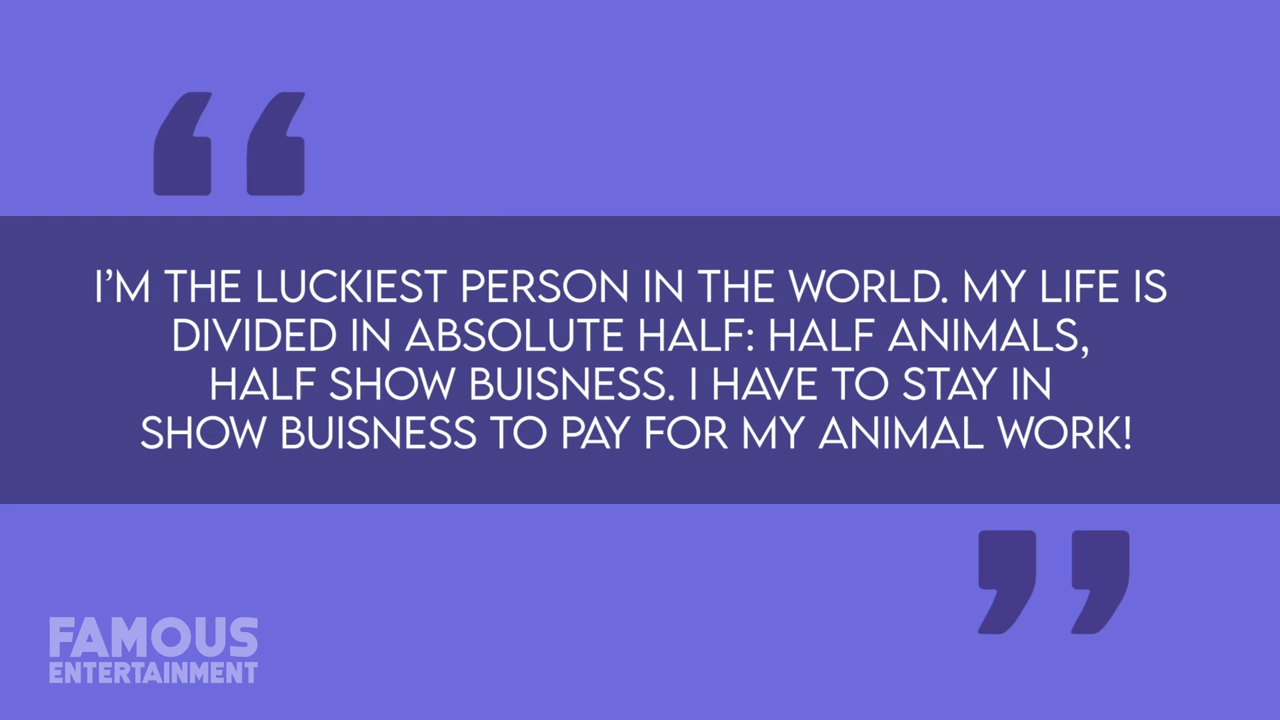 “
I’M THE LUCKIEST PERSON IN THE WORLD. MY LIFE IS
DIVIDED IN ABSOLUTE HALF: HALF ANIMALS,
HALF SHOW BUISNESS. I HAVE TO STAY IN
SHOW BUISNESS TO PAY FOR MY ANIMAL WORK!
”
FAMOUS
ENTERTAINMENT